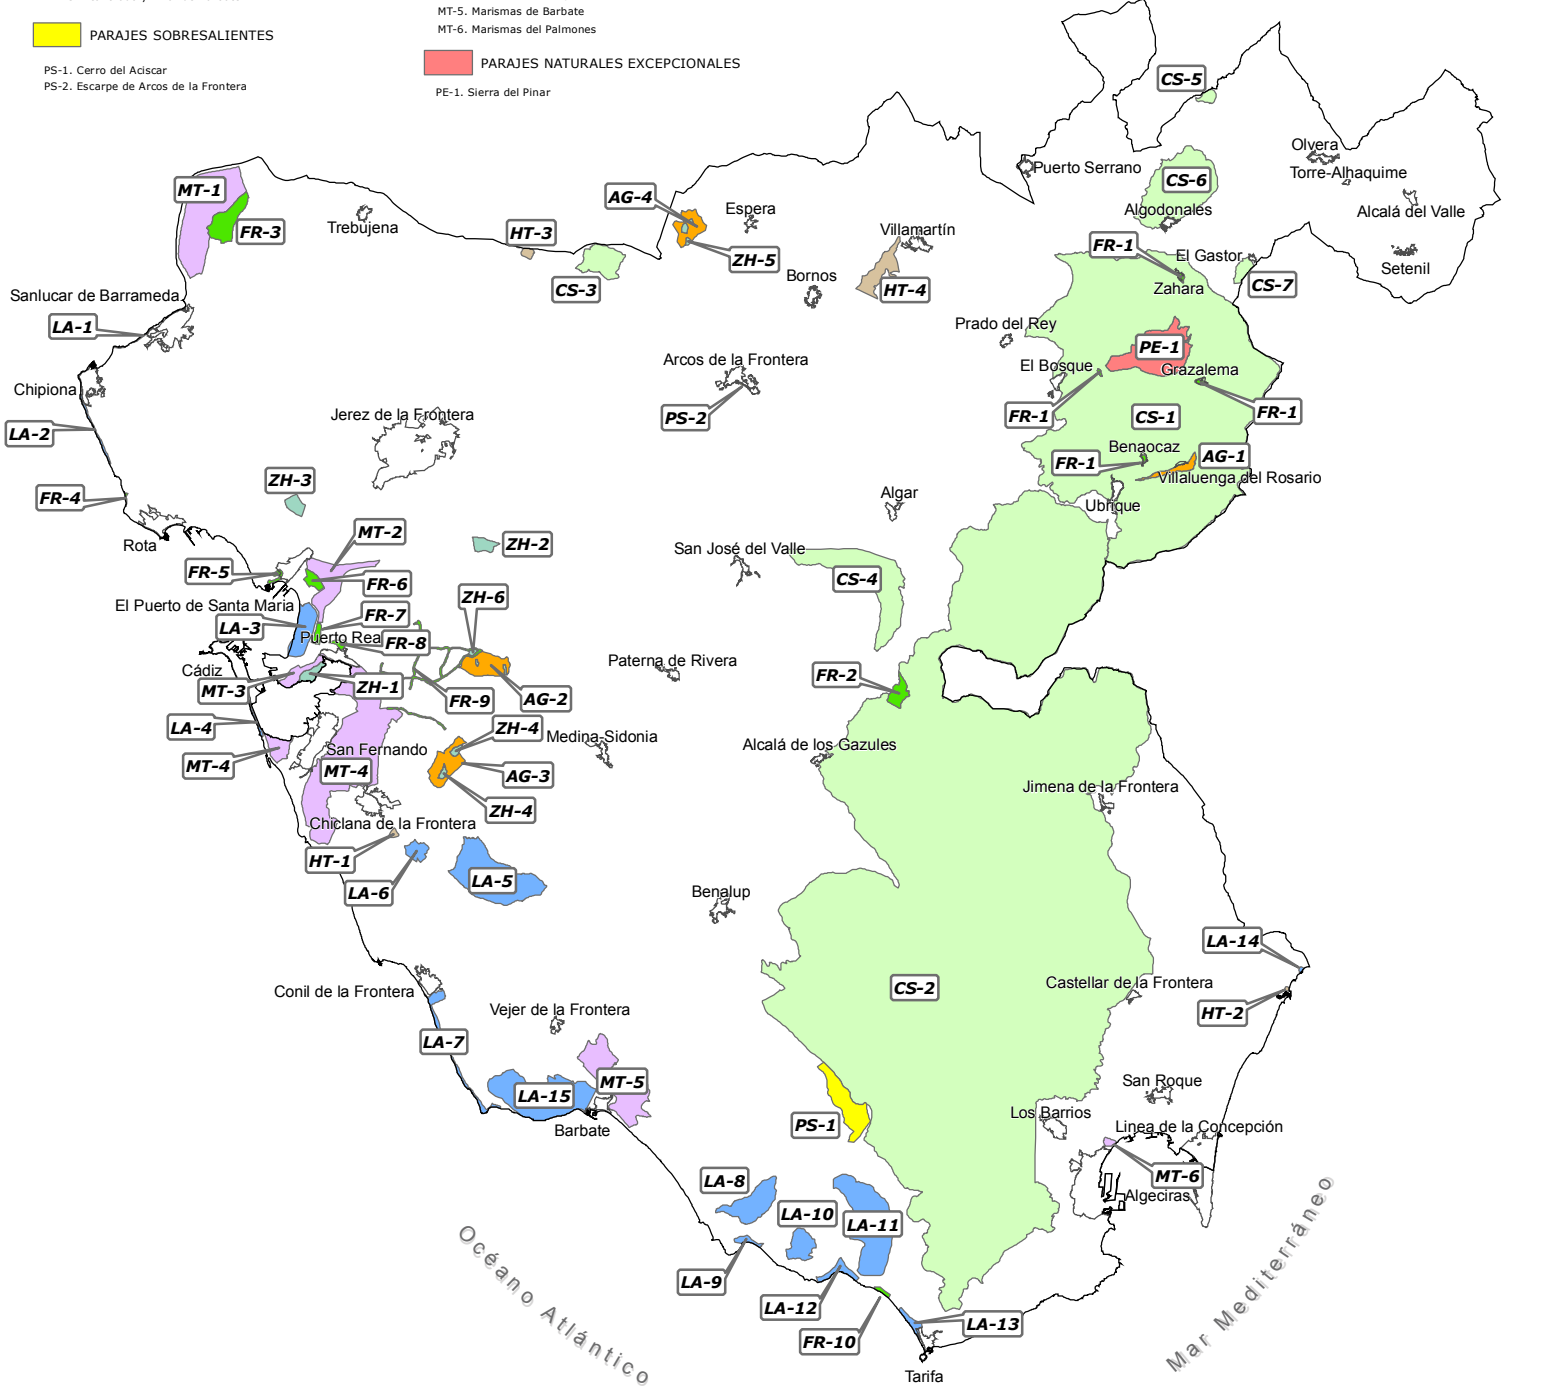 MT-5. Marismas de Barbate
MT-6. Marismas del Palmones
PARAJES SOBRESALIENTES
PARAJES NATURALES EXCEPCIONALES
PS-1. Cerro del Aciscar
PS-2. Escarpe de Arcos de la Frontera
PE-1. Sierra del Pinar
CS-5
Olvera
Puerto Serrano
Torre-Alhaquime
MT-1
CS-6
AG-4
Espera
Algodonales
Alcalá del Valle
Trebujena
FR-3
HT-3
Villamartín
FR-1
El Gastor
ZH-5
Setenil
Bornos
CS-3
HT-4
Zahara
CS-7
Sanlucar de Barrameda
LA-1
Prado del Rey
PE-1
Arcos de la Frontera
El Bosque
Grazalema
Chipiona
Jerez de la Frontera
PS-2
FR-1
CS-1
FR-1
LA-2
Benaocaz
AG-1
FR-1
ZH-3
Villaluenga del Rosario
FR-4
Algar
Ubrique
Rota
MT-2
ZH-2
San José del Valle
FR-5
FR-6
CS-4
ZH-6
El Puerto de Santa Maria
FR-7
LA-3
Puerto Rea
FR-8
Paterna de Rivera
Cádiz
FR-2
MT-3
ZH-1
FR-9
AG-2
LA-4
ZH-4
Medina-Sidonia
San Fernando
Alcalá de los Gazules
MT-4
MT-4
AG-3
Jimena de la Frontera
ZH-4
Chiclana de la Frontera
HT-1
LA-6
LA-5
Benalup
LA-14
Conil de la Frontera
CS-2
Castellar de la Frontera
Vejer de la Frontera
HT-2
LA-7
MT-5
San Roque
LA-15
Los Barrios
PS-1
Barbate
Linea de la Concepción
LA-8
MT-6
Algeciras
LA-10
LA-11
Océano Atlántico
Mar Mediterráneo
LA-9
LA-12
LA-13
FR-10
Tarifa